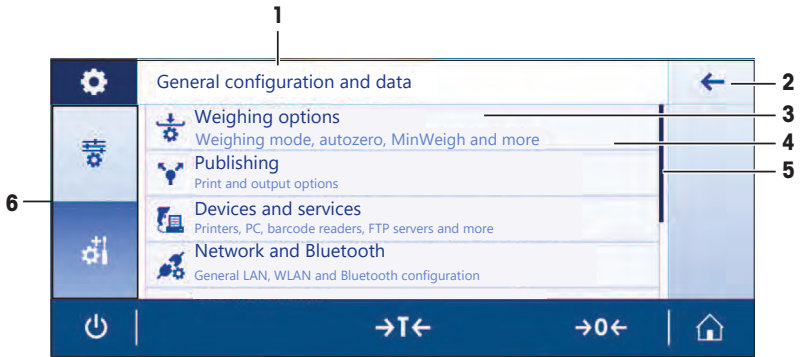 1
General configuration and data
2
Weighing options
3
Weighing mode, autozero, MinWeigh and more
4
Publishing
5
Print and output options
6
Devices and services
Printers, PC, barcode readers, FTP servers and more
Network and Bluetooth
General LAN, WLAN and Bluetooth configuration
→T← →0←